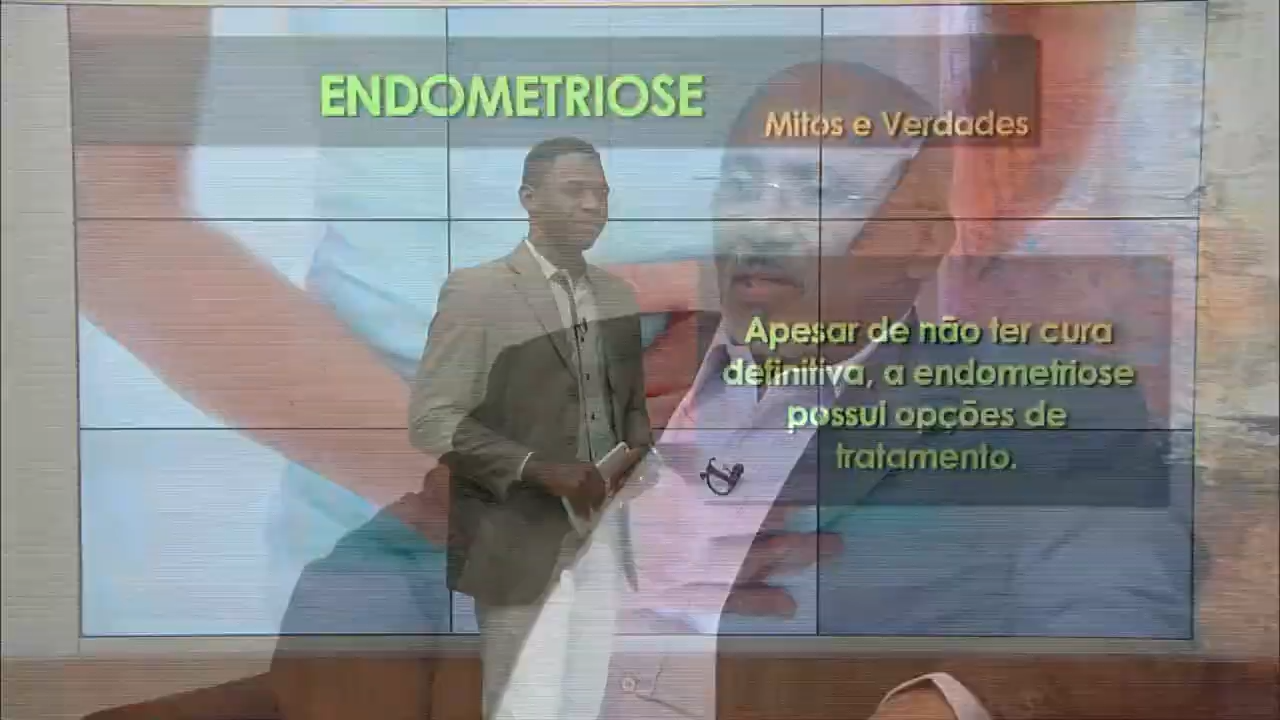 ENDOMETRIOSE
Mitos e Verdades
Apesar de não ter cura
definitiva, a endometriose
possui opções de
tratamento.